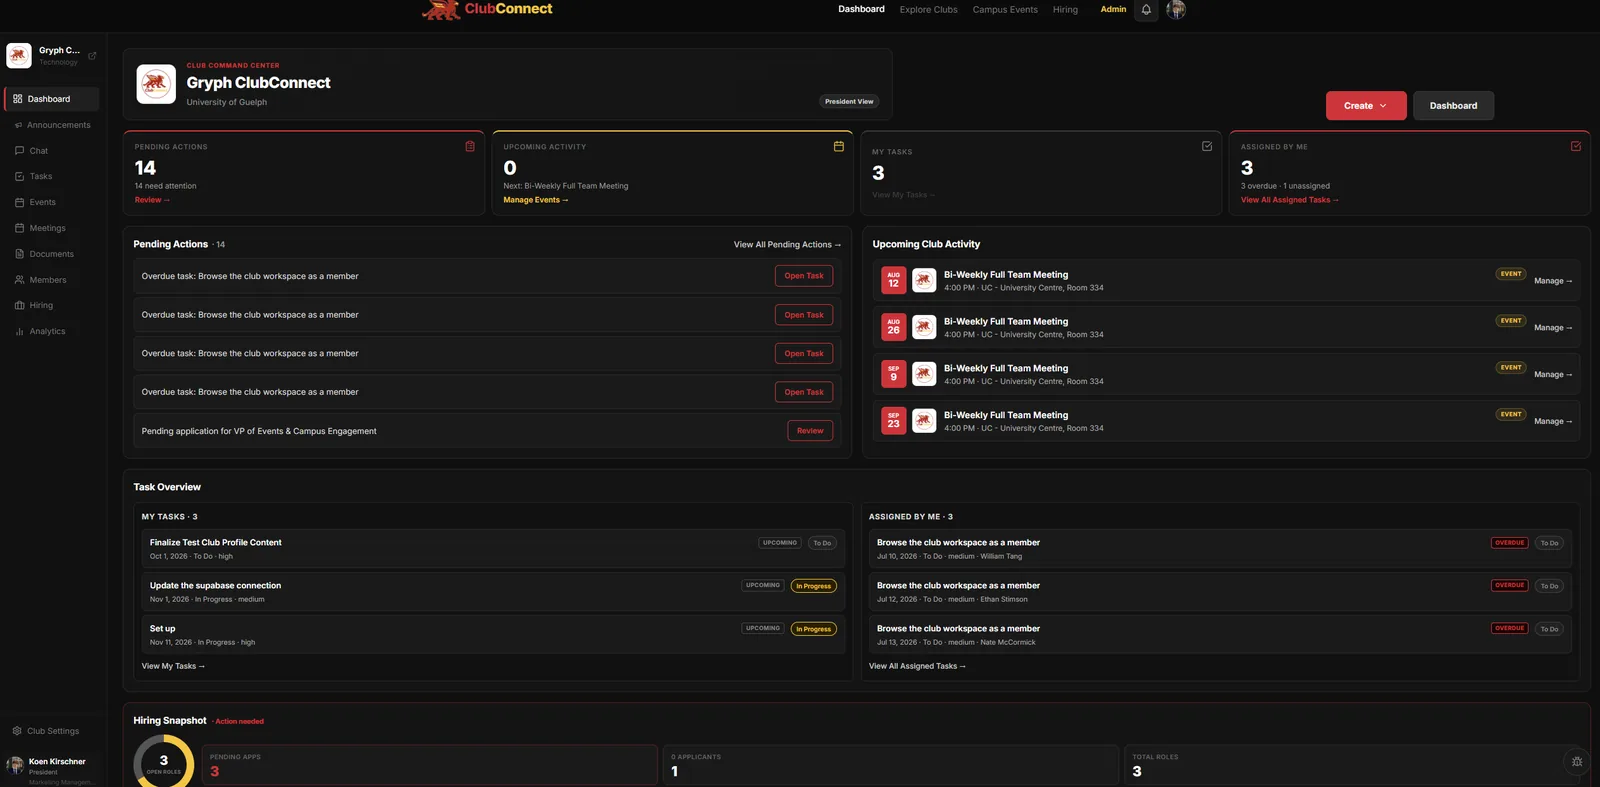 ClubConnect
Dashboard
Explore Clubs
Campus Events
Hiring
Admin
Gryph C...
Technology
Dashboard
Announcements
Chat
Tasks
Events
Meetings
Documents
Members
Hiring
Analytics
Club Settings
Koen Kirschner
President
Marketing Managem...
CLUB COMMAND CENTER
Gryph ClubConnect
University of Guelph
President View
Create
Dashboard
PENDING ACTIONS
14
14 need attention
Review →
UPCOMING ACTIVITY
0
Next: Bi-Weekly Full Team Meeting
Manage Events →
MY TASKS
3
View My Tasks →
ASSIGNED BY ME
3
3 overdue · 1 unassigned
View All Assigned Tasks →
Pending Actions · 14
View All Pending Actions →
Overdue task: Browse the club workspace as a member
Open Task
Overdue task: Browse the club workspace as a member
Open Task
Overdue task: Browse the club workspace as a member
Open Task
Overdue task: Browse the club workspace as a member
Open Task
Pending application for VP of Events & Campus Engagement
Review
Upcoming Club Activity
AUG
12
Bi-Weekly Full Team Meeting
4:00 PM · UC - University Centre, Room 334
EVENT
Manage →
AUG
26
Bi-Weekly Full Team Meeting
4:00 PM · UC - University Centre, Room 334
EVENT
Manage →
SEP
9
Bi-Weekly Full Team Meeting
4:00 PM · UC - University Centre, Room 334
EVENT
Manage →
SEP
23
Bi-Weekly Full Team Meeting
4:00 PM · UC - University Centre, Room 334
EVENT
Manage →
Task Overview
MY TASKS · 3
Finalize Test Club Profile Content
Oct 1, 2026 · To Do · high
UPCOMING
To Do
Update the supabase connection
Nov 1, 2026 · In Progress · medium
UPCOMING
In Progress
Set up
Nov 11, 2026 · In Progress · high
UPCOMING
In Progress
View My Tasks →
ASSIGNED BY ME · 3
Browse the club workspace as a member
Jul 10, 2026 · To Do · medium · William Tang
OVERDUE
To Do
Browse the club workspace as a member
Jul 12, 2026 · To Do · medium · Ethan Stimson
OVERDUE
To Do
Browse the club workspace as a member
Jul 13, 2026 · To Do · medium · Nate McCormick
OVERDUE
To Do
View All Assigned Tasks →
Hiring Snapshot · Action needed
3
OPEN ROLES
PENDING APPS
3
0 APPLICANTS
1
TOTAL ROLES
3